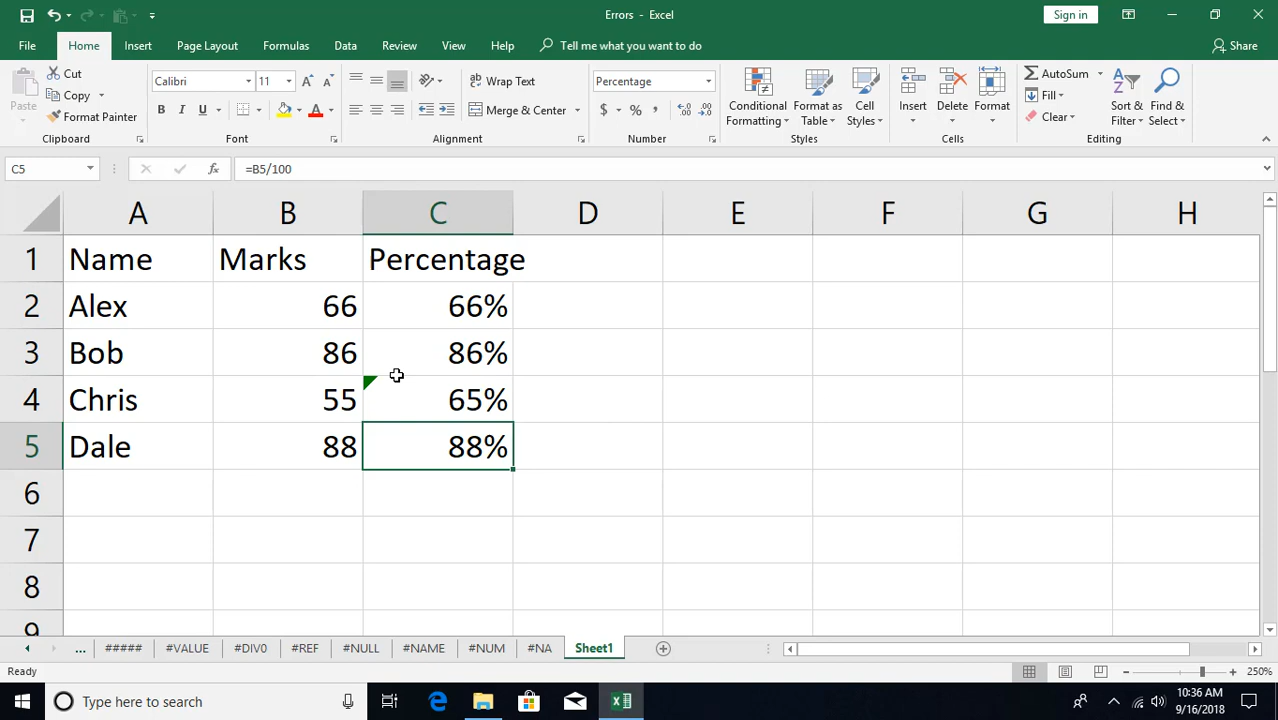 Errors - Excel
Sign in
File Home Insert Page Layout Formulas Data Review View Help Tell me what you want to do Share
Paste
Cut
Copy
Format Painter
Clipboard
Calibri 11
B I U
A
Font
Wrap Text
Merge & Center
Alignment
Percentage
$ % ,
Number
Conditional Formatting
Format as Table
Cell Styles
Styles
Insert
Delete
Format
Cells
AutoSum
Fill
Clear
Sort & Filter
Find & Select
Editing
C5 fx =B5/100
A B C D E F G H
1 Name Marks Percentage
2 Alex 66 66%
3 Bob 86 86%
4 Chris 55 65%
5 Dale 88 88%
6
7
8
9
... ##### #VALUE #DIV0 #REF #NULL #NAME #NUM #NA Sheet1
Ready 250%
Type here to search
10:36 AM
9/16/2018